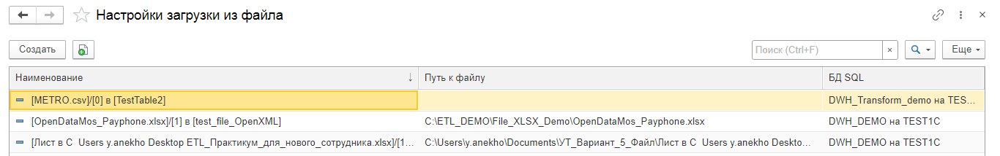 Настройки загрузки из файла
Создать
Поиск (Ctrl+F)
×
Еще
Наименование ↓ Путь к файлу БД SQL
[METRO.csv]/[0] в [TestTable2] DWH_Transform_demo на TES...
[OpenDataMos_Payphone.xlsx]/[1] в [test_file_OpenXML] C:\ETL_DEMO\File_XLSX_Demo\OpenDataMos_Payphone.xlsx DWH_DEMO на TEST1C
[Лист в C Users y.anekho Desktop ETL_Практикум_для_нового_сотрудника.xlsx]/[1... C:\Users\y.anekho\Documents\УТ_Вариант_5_Файл\Лист в C Users y.anekho Deskto... DWH_DEMO на TEST1C